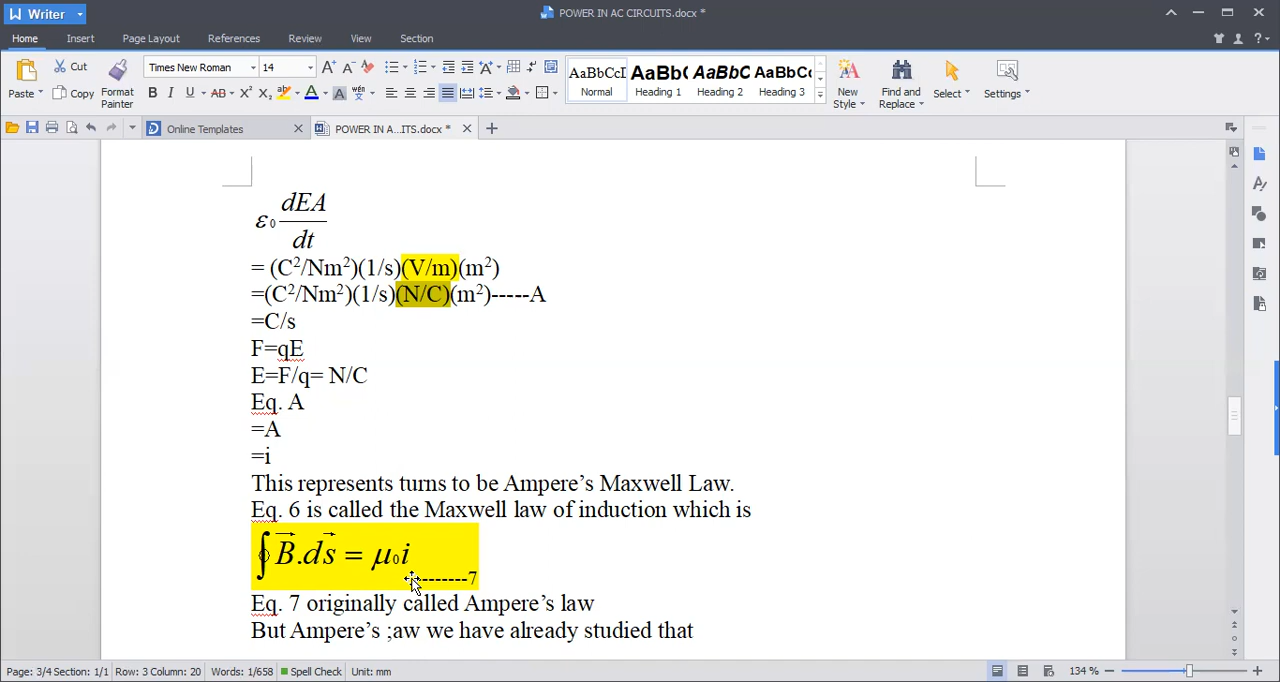 Writer
POWER IN AC CIRCUITS.docx *
Home Insert Page Layout References Review View Section
Paste Cut Copy Format Painter
Times New Roman 14
B I U AB X² X₂ A A
AaBbCcI AaBb( AaBbC AaBbC(
Normal Heading 1 Heading 2 Heading 3
New Style Find and Replace Select Settings
Online Templates POWER IN A...ITS.docx *
ε₀ dEA/dt
= (C²/Nm²)(1/s)(V/m)(m²)
=(C²/Nm²)(1/s)(N/C)(m²)-----A
=C/s
F=qE
E=F/q= N/C
Eq. A
=A
=i
This represents turns to be Ampere’s Maxwell Law.
Eq. 6 is called the Maxwell law of induction which is
∮B⃗.ds⃗ = μ₀i--------7
Eq. 7 originally called Ampere’s law
But Ampere’s ;aw we have already studied that
Page: 3/4 Section: 1/1 Row: 3 Column: 20 Words: 1/658 Spell Check Unit: mm 134 %